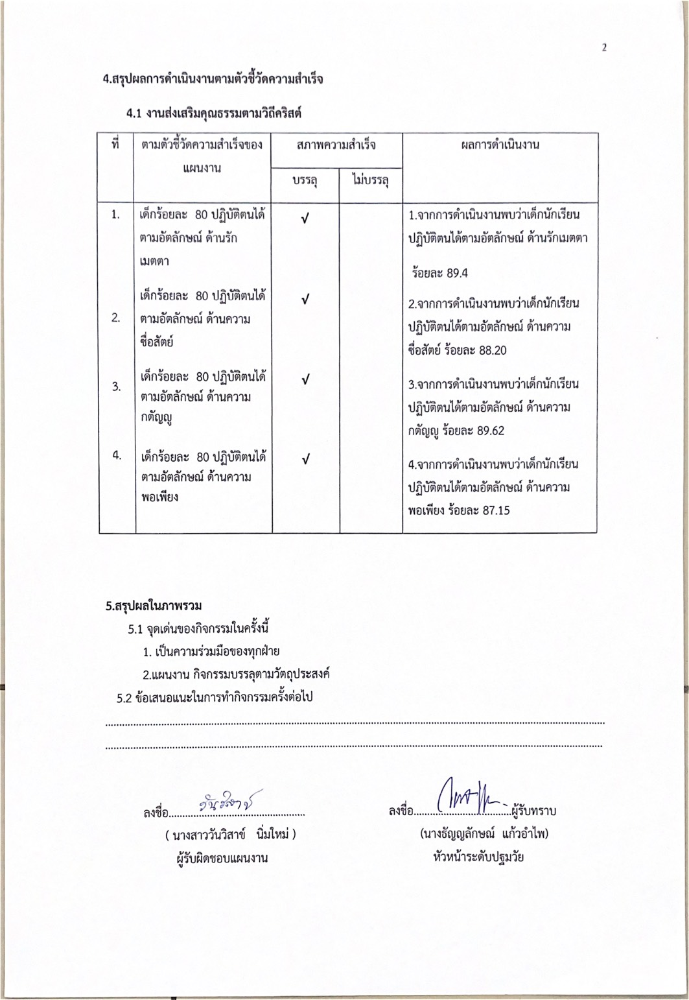 2
4.สรุปผลการดำเนินงานตามตัวชี้วัดความสำเร็จ
4.1 งานส่งเสริมคุณธรรมตามวิถีคริสต์
ที่
ตามตัวชี้วัดความสำเร็จของ
แผนงาน
สภาพความสำเร็จ
บรรลุ
ไม่บรรลุ
ผลการดำเนินงาน
1.
เด็กร้อยละ 80 ปฏิบัติตนได้
ตามอัตลักษณ์ ด้านรัก
เมตตา
√
1.จากการดำเนินงานพบว่าเด็กนักเรียน
ปฏิบัติตนได้ตามอัตลักษณ์ ด้านรักเมตตา
ร้อยละ 89.4
2.
เด็กร้อยละ 80 ปฏิบัติตนได้
ตามอัตลักษณ์ ด้านความ
ซื่อสัตย์
√
2.จากการดำเนินงานพบว่าเด็กนักเรียน
ปฏิบัติตนได้ตามอัตลักษณ์ ด้านความ
ซื่อสัตย์ ร้อยละ 88.20
3.
เด็กร้อยละ 80 ปฏิบัติตนได้
ตามอัตลักษณ์ ด้านความ
กตัญญู
√
3.จากการดำเนินงานพบว่าเด็กนักเรียน
ปฏิบัติตนได้ตามอัตลักษณ์ ด้านความ
กตัญญู ร้อยละ 89.62
4.
เด็กร้อยละ 80 ปฏิบัติตนได้
ตามอัตลักษณ์ ด้านความ
พอเพียง
√
4.จากการดำเนินงานพบว่าเด็กนักเรียน
ปฏิบัติตนได้ตามอัตลักษณ์ ด้านความ
พอเพียง ร้อยละ 87.15
5.สรุปผลในภาพรวม
5.1 จุดเด่นของกิจกรรมในครั้งนี้
1. เป็นความร่วมมือของทุกฝ่าย
2.แผนงาน กิจกรรมบรรลุตามวัตถุประสงค์
5.2 ข้อเสนอแนะในการทำกิจกรรมครั้งต่อไป
ลงชื่อ วันวิสาข์
( นางสาววันวิสาข์ นิ่มใหม่ )
ผู้รับผิดชอบแผนงาน
ลงชื่อ ผู้รับทราบ
(นางธัญญลักษณ์ แก้วอำไพ)
หัวหน้าระดับปฐมวัย